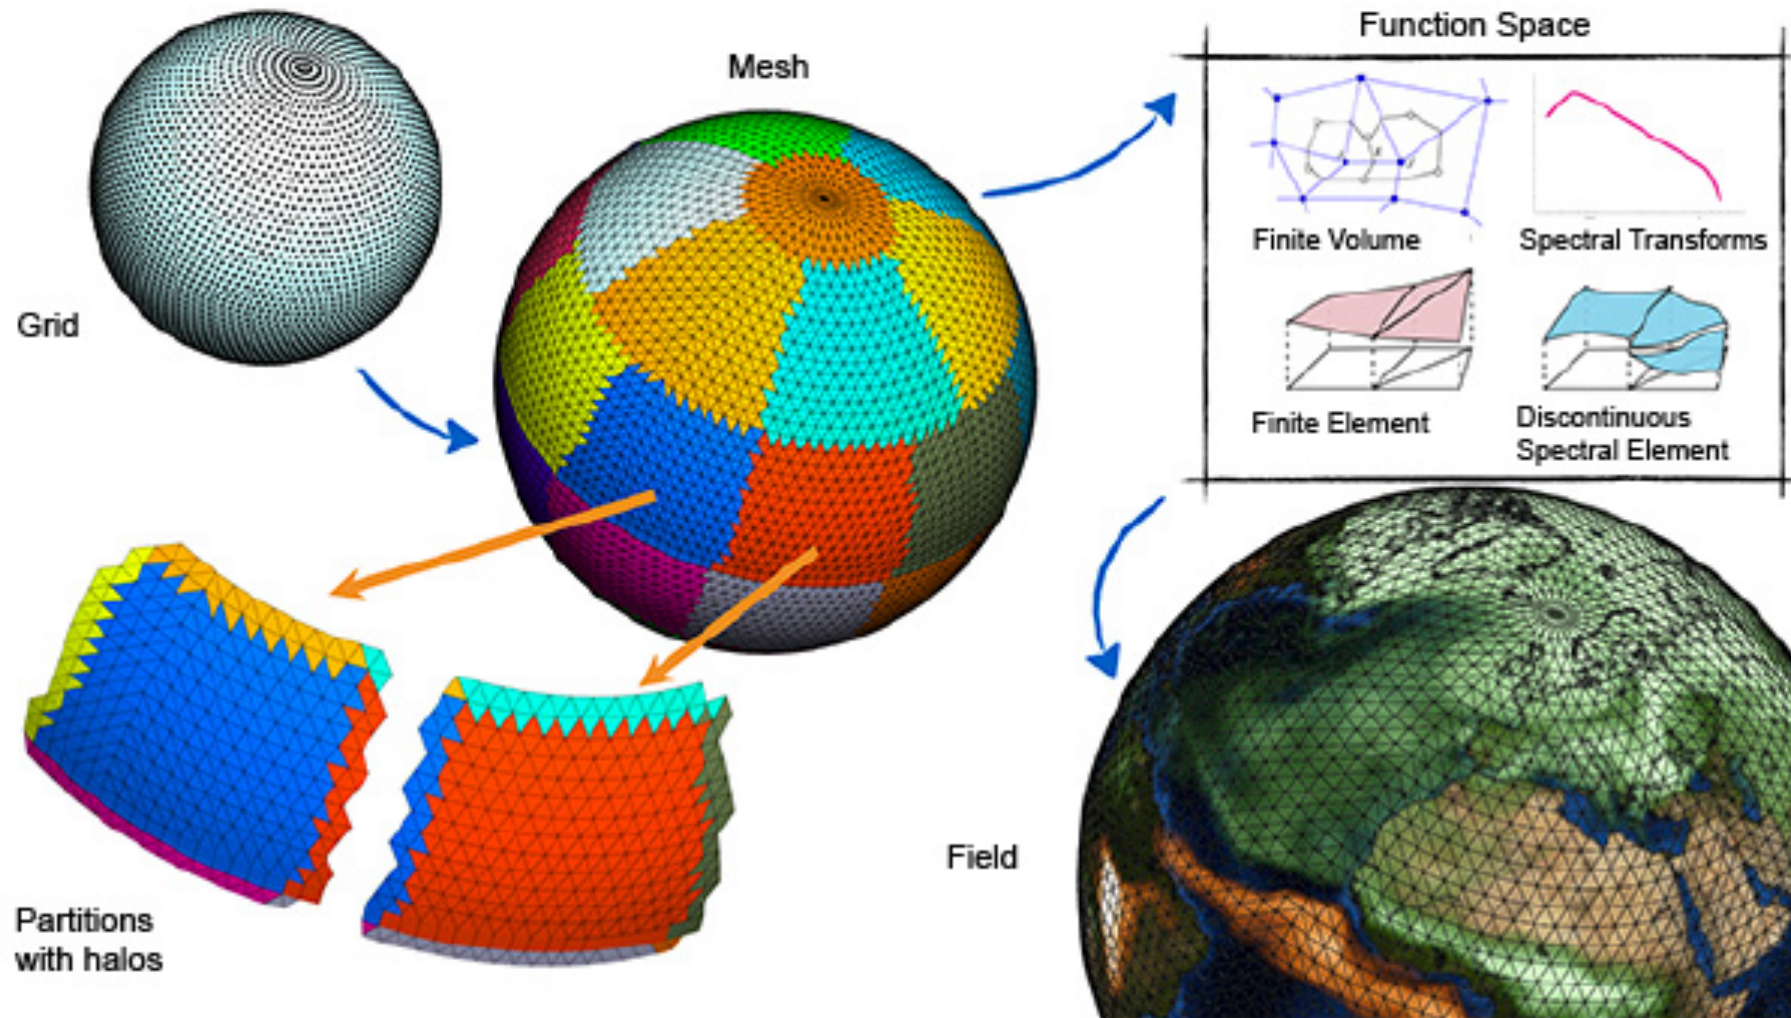 Function Space
Mesh
Grid
Finite Volume
Spectral Transforms
Finite Element
Discontinuous
Spectral Element
Field
Partitions
with halos